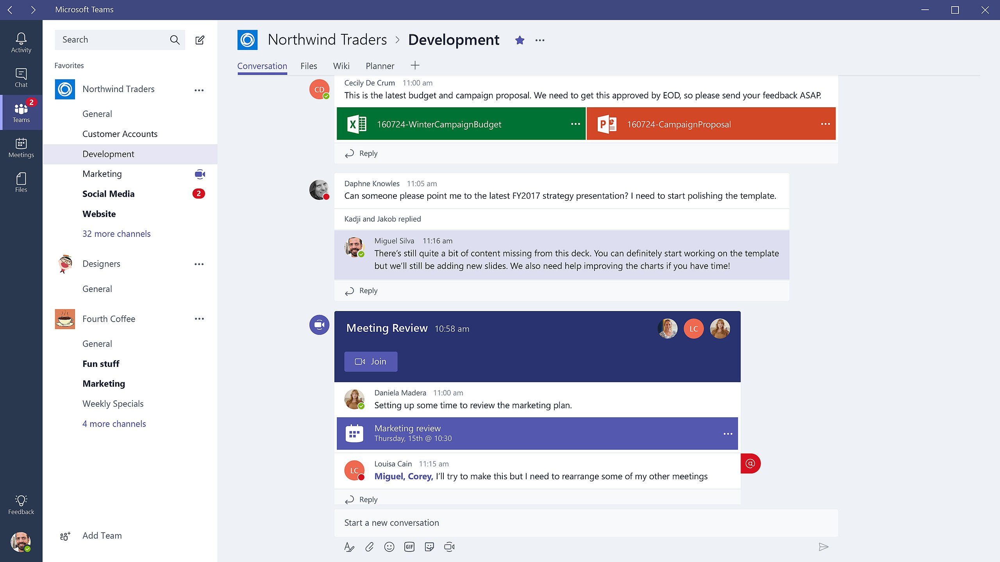 Microsoft Teams
Activity
Chat
2
Teams
Meetings
Files
Feedback
Search
Favorites
Northwind Traders
General
Customer Accounts
Development
Marketing
Social Media 2
Website
32 more channels
Designers
General
Fourth Coffee
General
Fun stuff
Marketing
Weekly Specials
4 more channels
Add Team
Northwind Traders > Development
Conversation Files Wiki Planner
CD
Cecily De Crum 11:00 am
This is the latest budget and campaign proposal. We need to get this approved by EOD, so please send your feedback ASAP.
X 160724-WinterCampaignBudget
P 160724-CampaignProposal
Reply
Daphne Knowles 11:05 am
Can someone please point me to the latest FY2017 strategy presentation? I need to start polishing the template.
Kadji and Jakob replied
Miguel Silva 11:16 am
There’s still quite a bit of content missing from this deck. You can definitely start working on the template
but we’ll still be adding new slides. We also need help improving the charts if you have time!
Reply
Meeting Review 10:58 am
LC
Join
Daniela Madera 11:00 am
Setting up some time to review the marketing plan.
Marketing review
Thursday, 15th @ 10:30
LC
Louisa Cain 11:15 am
@
Miguel, Corey, I’ll try to make this but I need to rearrange some of my other meetings
Reply
Start a new conversation
GIF